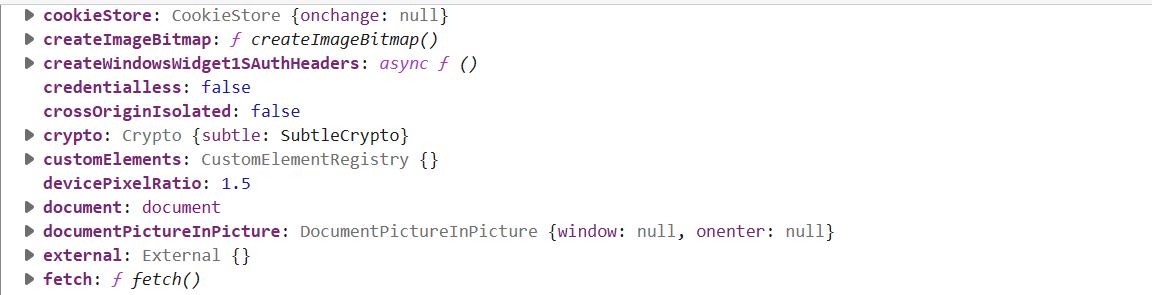 cookieStore: CookieStore {onchange: null}
createImageBitmap: ƒ createImageBitmap()
createWindowsWidget1SAuthHeaders: async ƒ ()
credentialless: false
crossOriginIsolated: false
crypto: Crypto {subtle: SubtleCrypto}
customElements: CustomElementRegistry {}
devicePixelRatio: 1.5
document: document
documentPictureInPicture: DocumentPictureInPicture {window: null, onenter: null}
external: External {}
fetch: ƒ fetch()